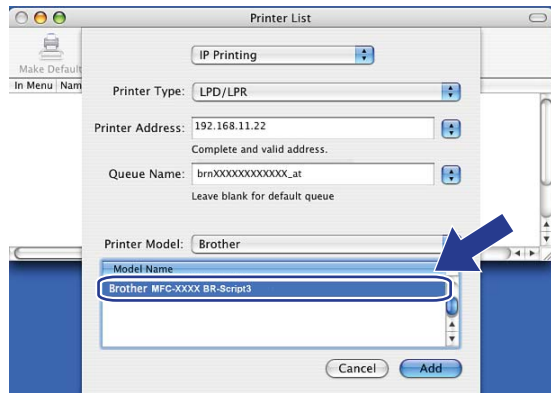 Printer List
IP Printing
Make Default
In Menu Nam
Printer Type: LPD/LPR
Printer Address: 192.168.11.22
Complete and valid address.
Queue Name: brnXXXXXXXXXXXX_at
Leave blank for default queue
Printer Model: Brother
Model Name
Brother MFC-XXXX BR-Script3
Cancel Add